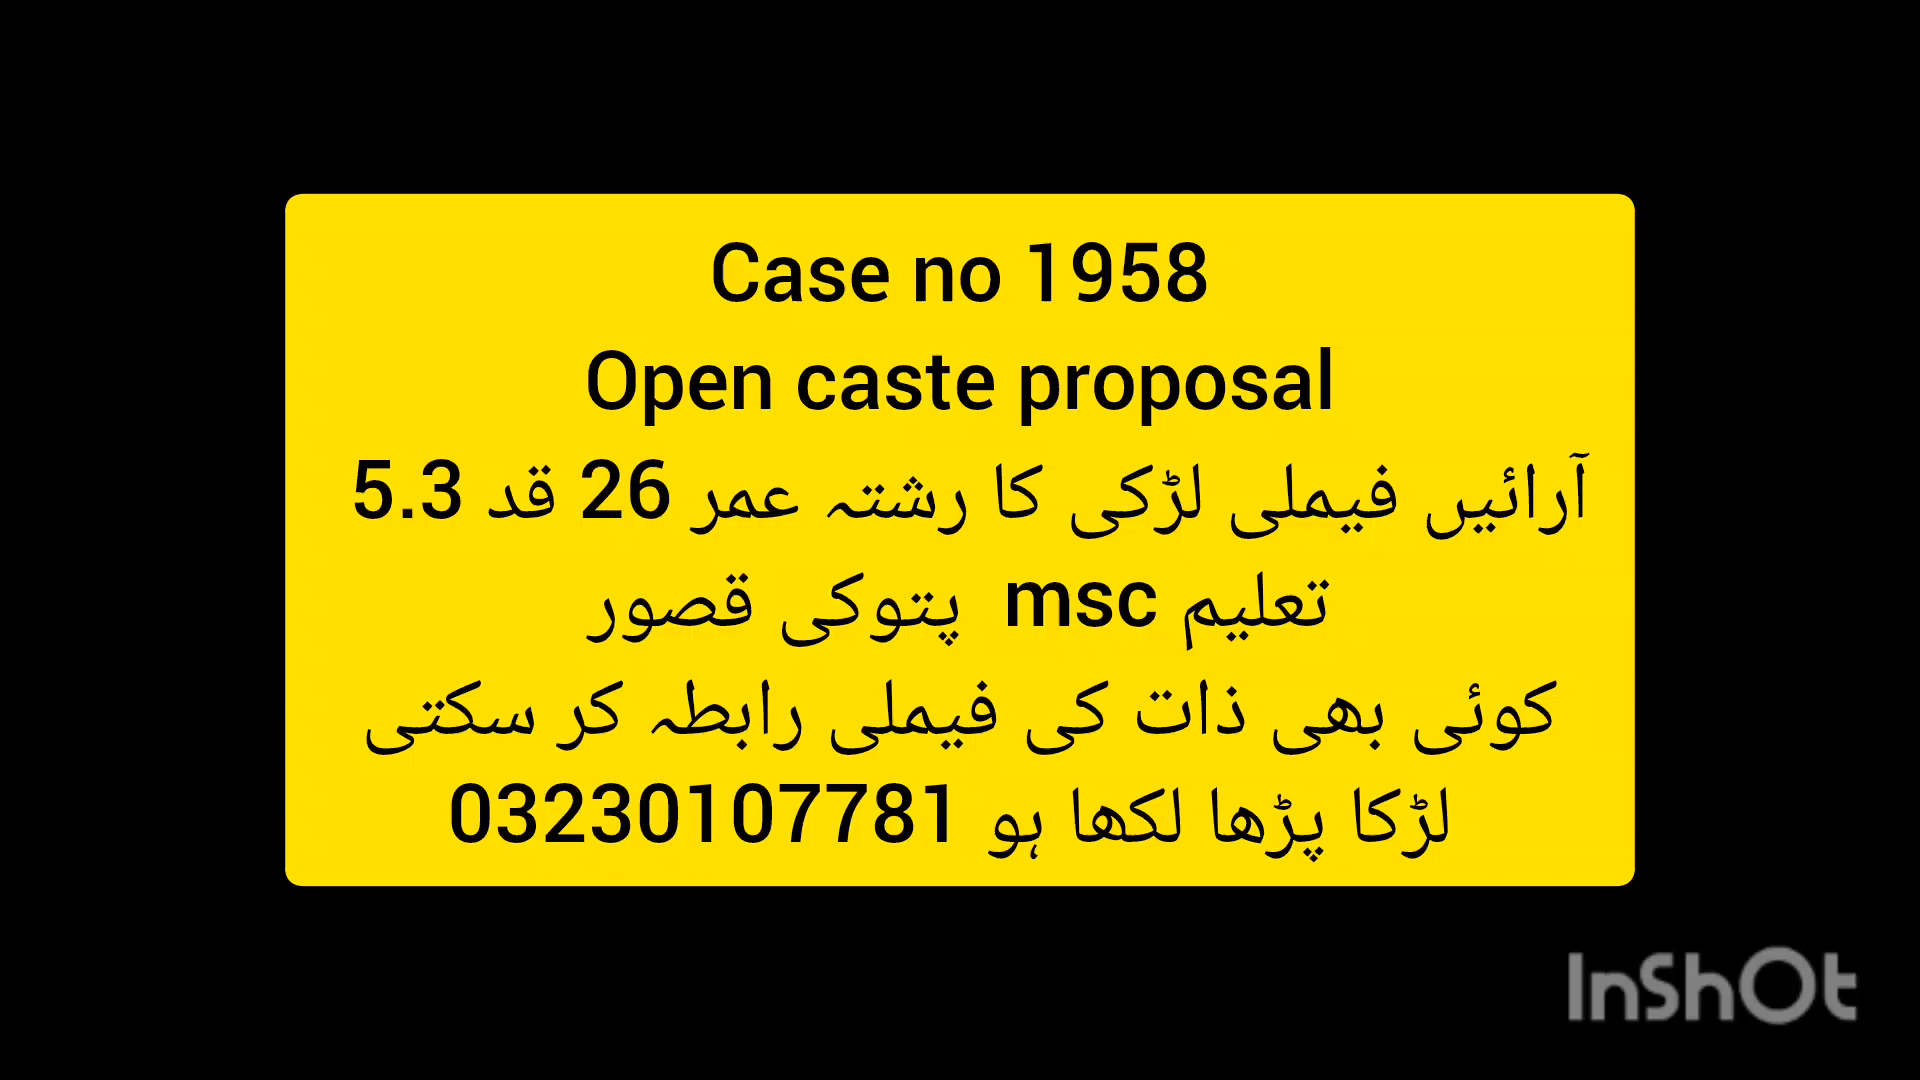 Case no 1958
Open caste proposal
آرائیں فیملی لڑکی کا رشتہ عمر 26 قد 5.3
تعلیم msc پتوکی قصور
کوئی بھی ذات کی فیملی رابطہ کر سکتی
لڑکا پڑھا لکھا ہو 03230107781
InShOt